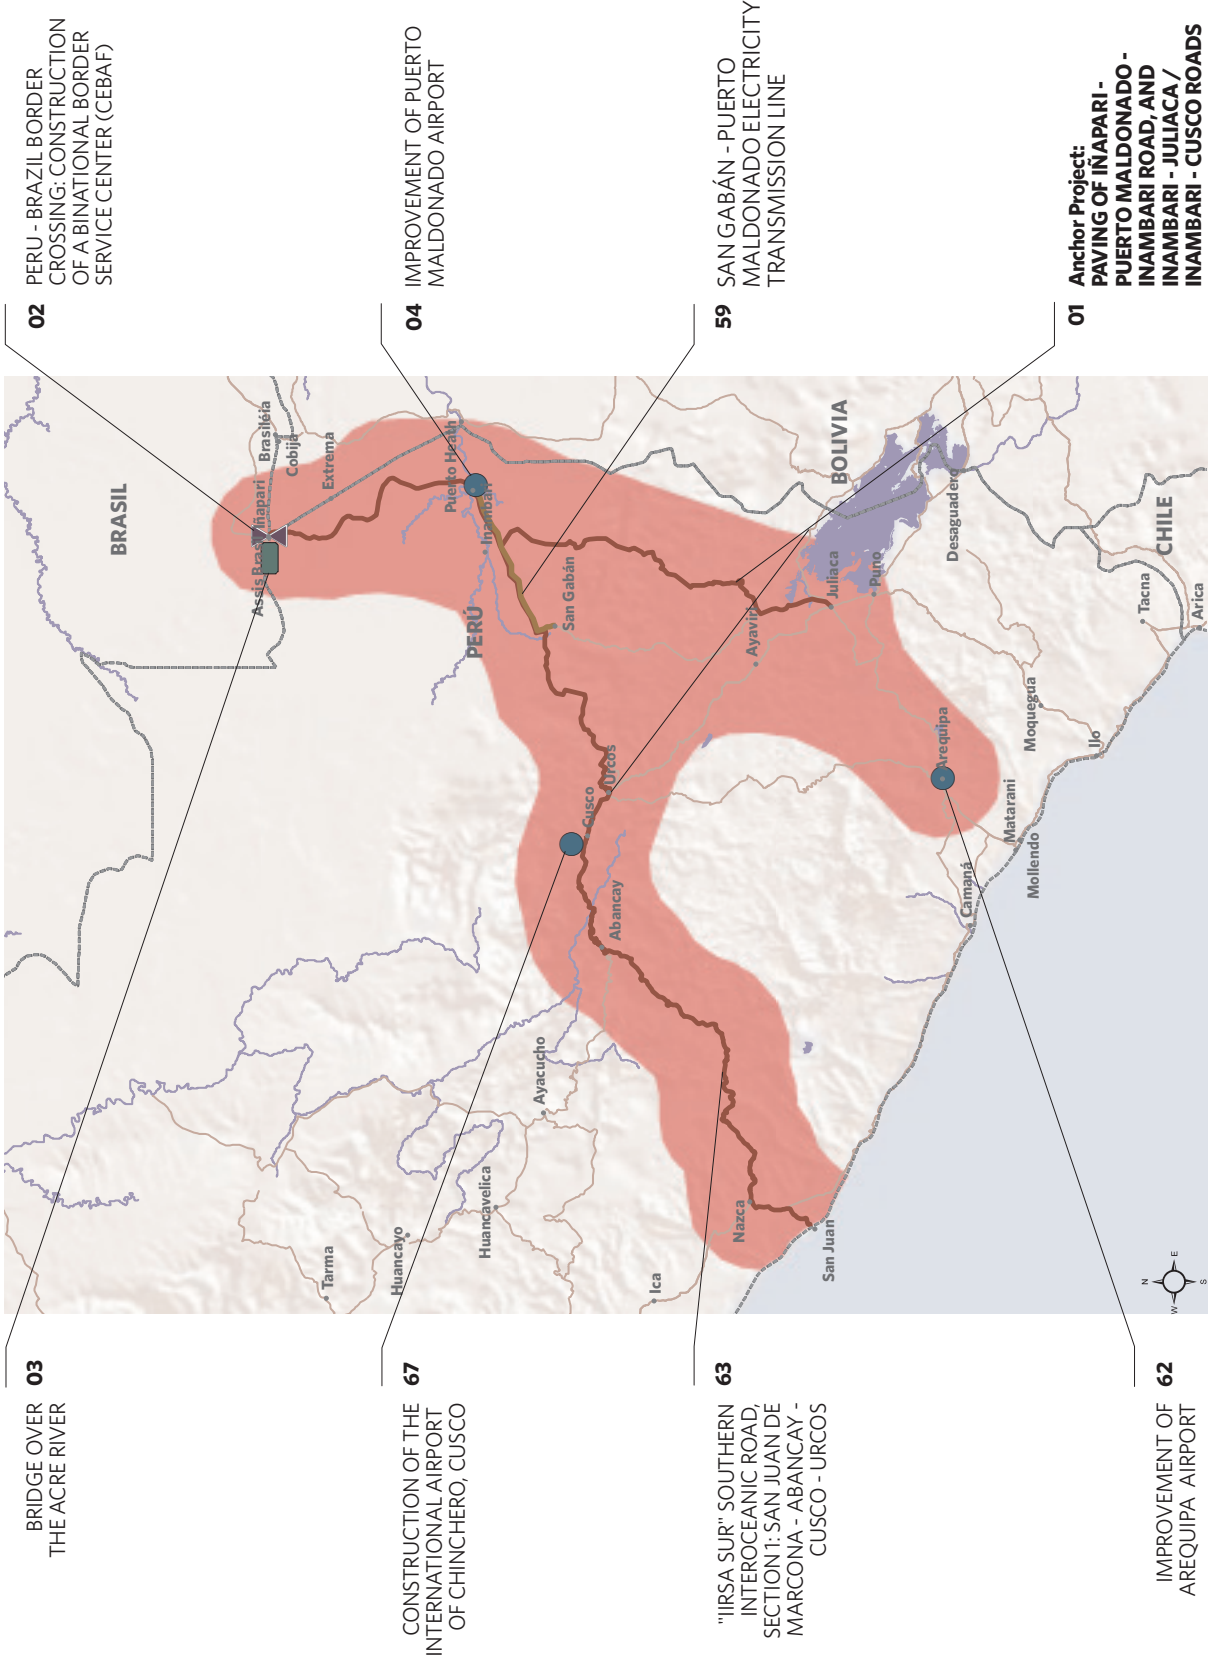 BRIDGE OVER
THE ACRE RIVER
03
CONSTRUCTION OF THE
INTERNATIONAL AIRPORT
OF CHINCHERO, CUSCO
67
"IIRSA SUR" SOUTHERN
INTEROCEANIC ROAD,
SECTION 1: SAN JUAN DE
MARCONA - ABANCAY -
CUSCO - URCOS
63
IMPROVEMENT OF
AREQUIPA AIRPORT
62
02
PERU - BRAZIL BORDER
CROSSING: CONSTRUCTION
OF A BINATIONAL BORDER
SERVICE CENTER (CEBAF)
04
IMPROVEMENT OF PUERTO
MALDONADO AIRPORT
59
SAN GABÁN - PUERTO
MALDONADO ELECTRICITY
TRANSMISSION LINE
01
Anchor Project:
PAVING OF IÑAPARI -
PUERTO MALDONADO -
INAMBARI ROAD, AND
INAMBARI - JULIACA /
INAMBARI - CUSCO ROADS
BRASIL
Assis Bras
Iñapari
Brasiléia
Cobija
Extrema
Puerto Heath
Inambari
PERÚ
San Gabán
Tarma
Huancayo
Huancavelica
Ayacucho
Abancay
Cusco
Urcos
Ica
Nazca
San Juan
Ayaviri
Juliaca
Puno
BOLIVIA
Desaguadero
Arequipa
Camaná
Matarani
Mollendo
Moquegua
Ilo
Tacna
Arica
CHILE
N
W
E
S